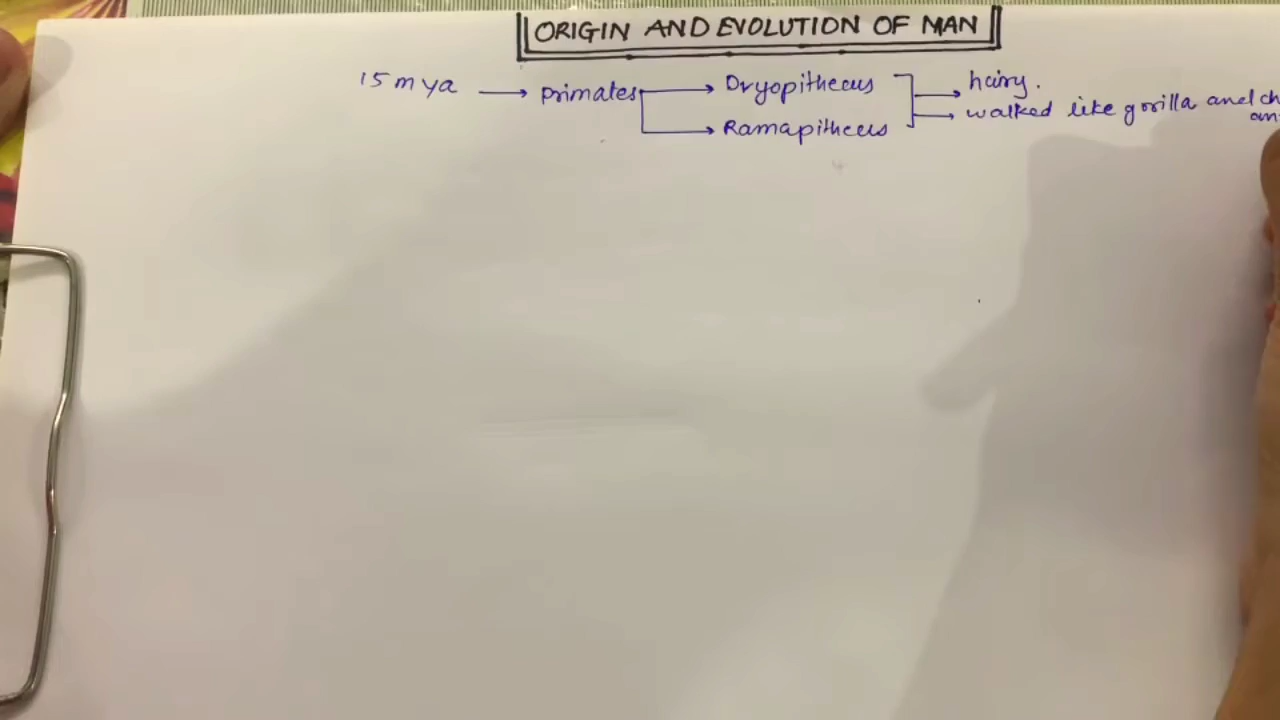 ORIGIN AND EVOLUTION OF MAN
15 mya → primates → Dryopithecus → hairy.
→ Ramapithecus → walked like gorilla and